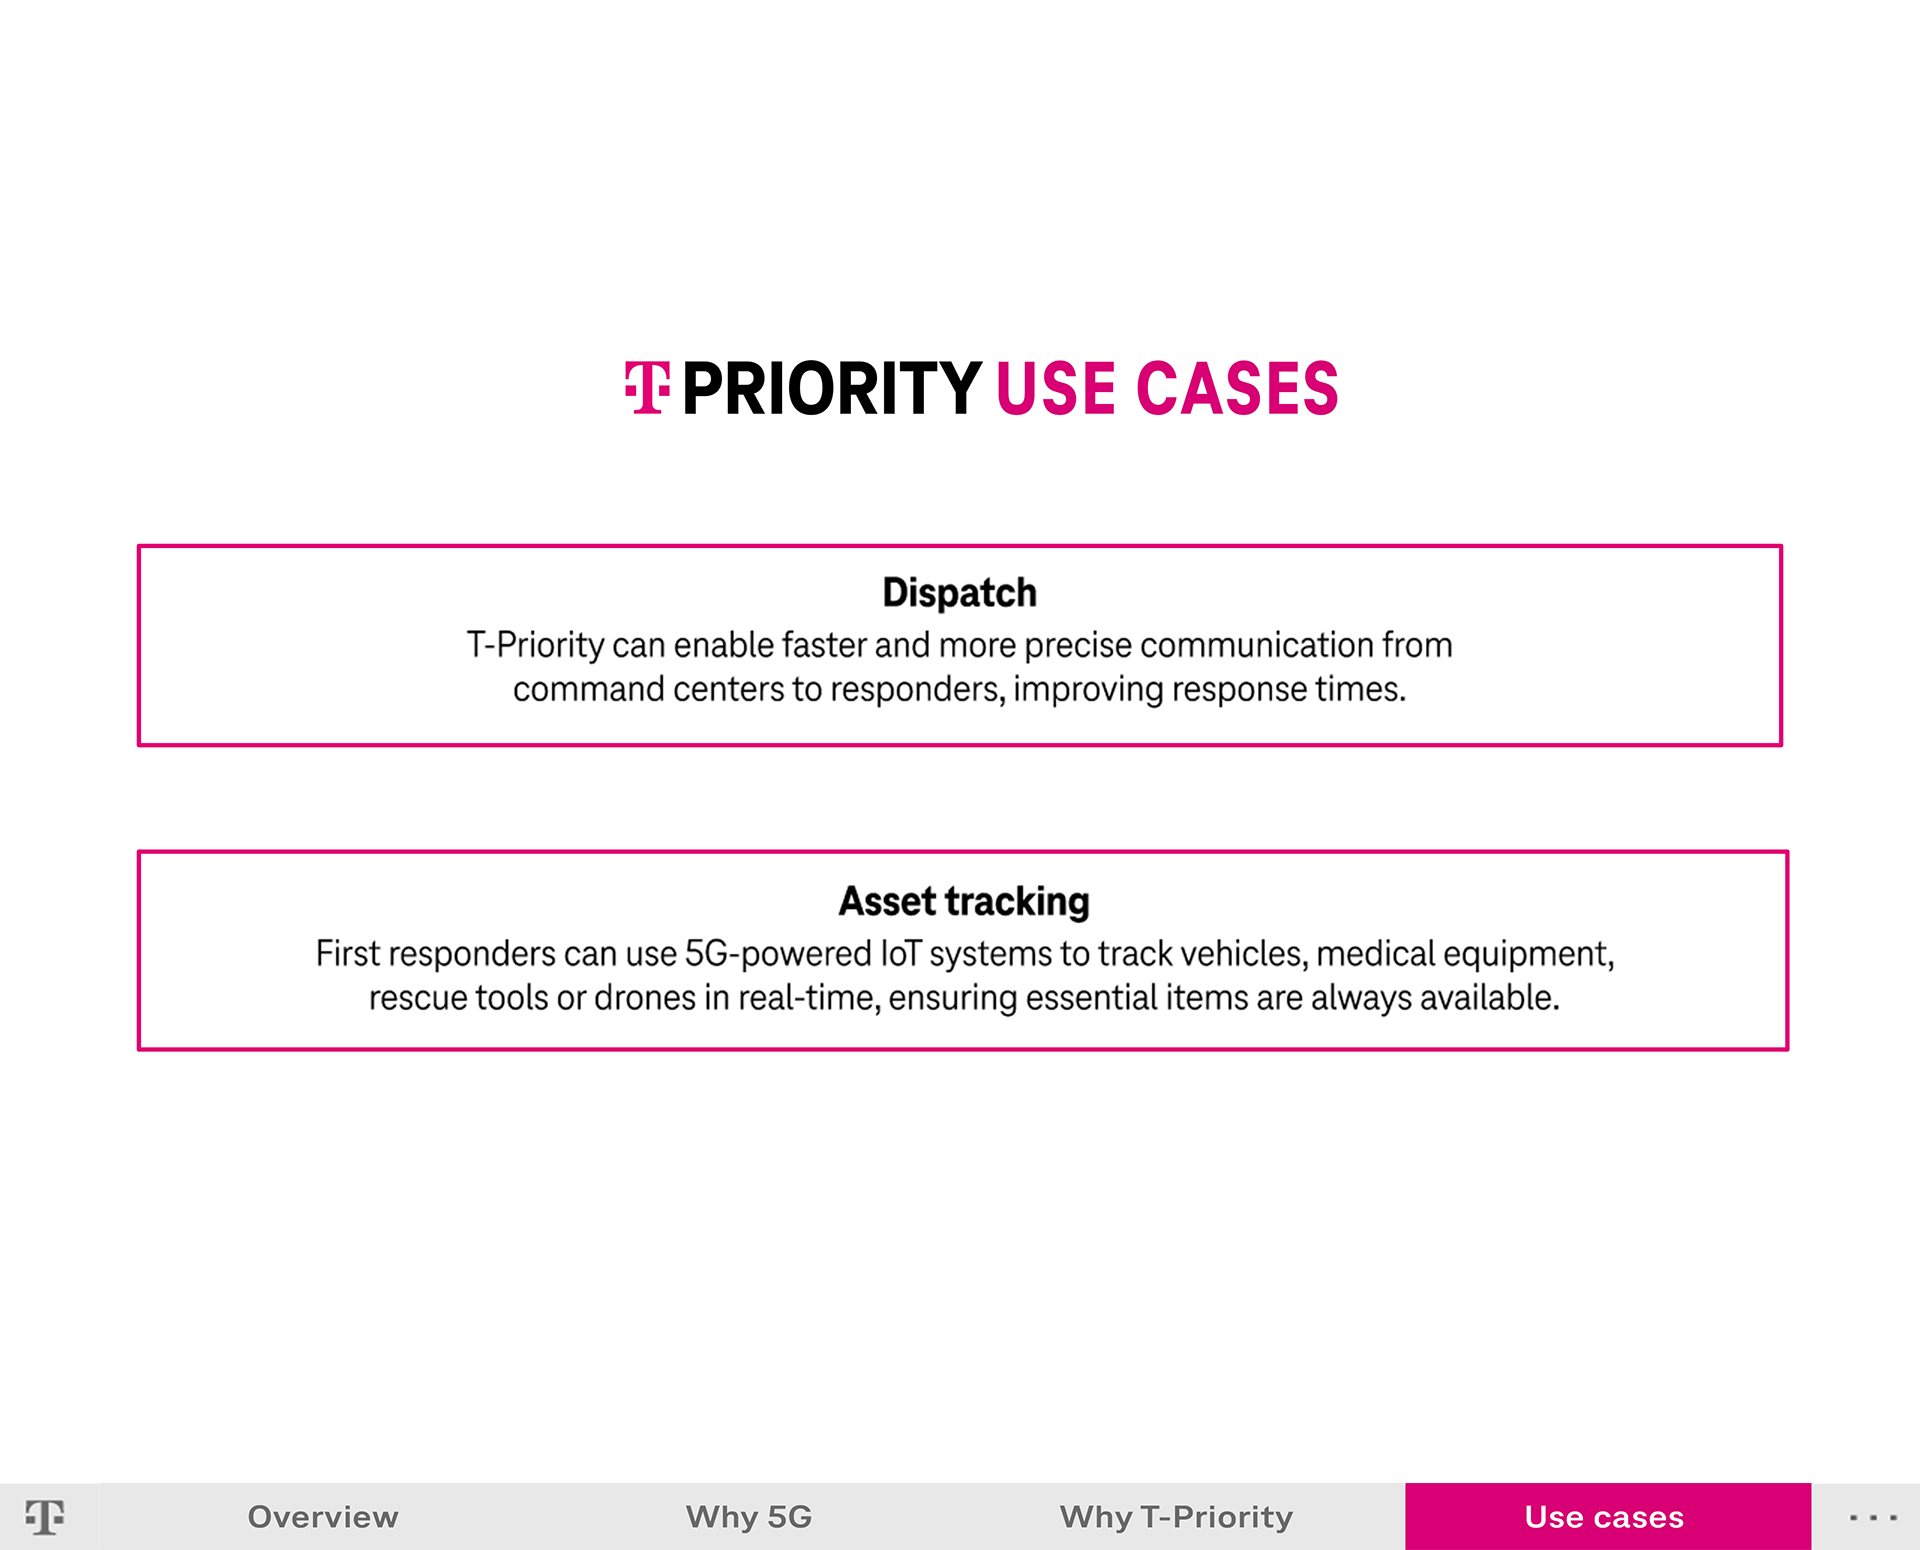 T PRIORITY USE CASES
Dispatch
T-Priority can enable faster and more precise communication from
command centers to responders, improving response times.
Asset tracking
First responders can use 5G-powered IoT systems to track vehicles, medical equipment,
rescue tools or drones in real-time, ensuring essential items are always available.
T Overview Why 5G Why T-Priority Use cases ...